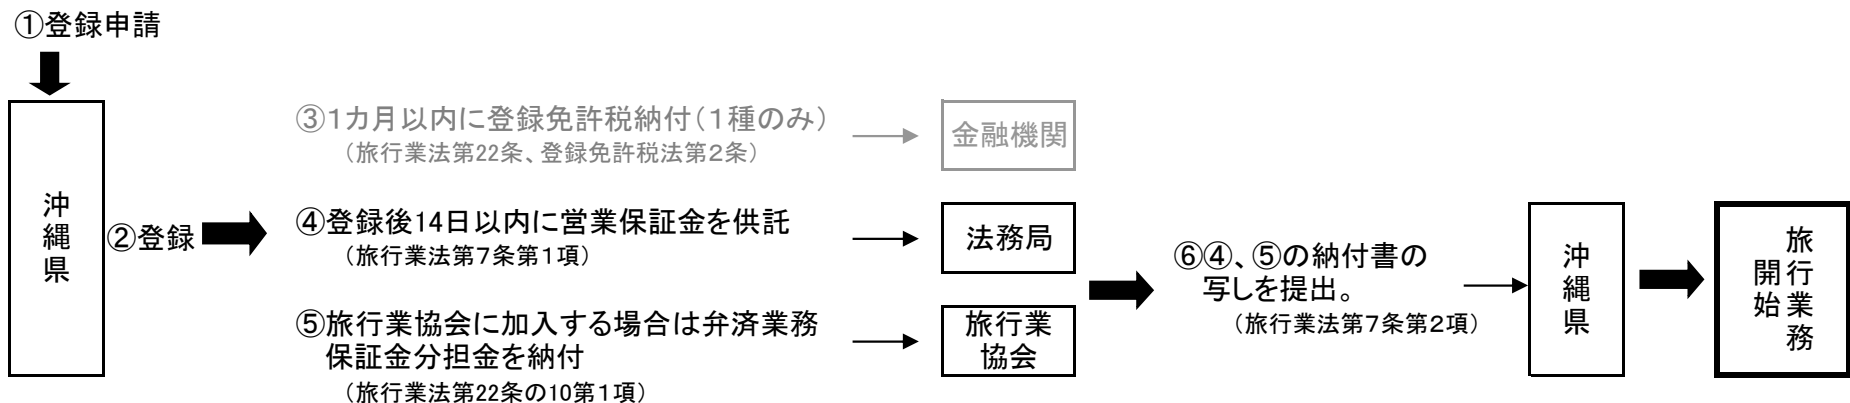 ①登録申請
沖縄県
②登録
③1カ月以内に登録免許税納付(1種のみ)
(旅行業法第22条、登録免許税法第2条)
金融機関
④登録後14日以内に営業保証金を供託
(旅行業法第7条第1項)
法務局
⑤旅行業協会に加入する場合は弁済業務
保証金分担金を納付
(旅行業法第22条の10第1項)
旅行業
協会
⑥④、⑤の納付書の
写しを提出。
(旅行業法第7条第2項)
沖縄県
旅行業務
開始